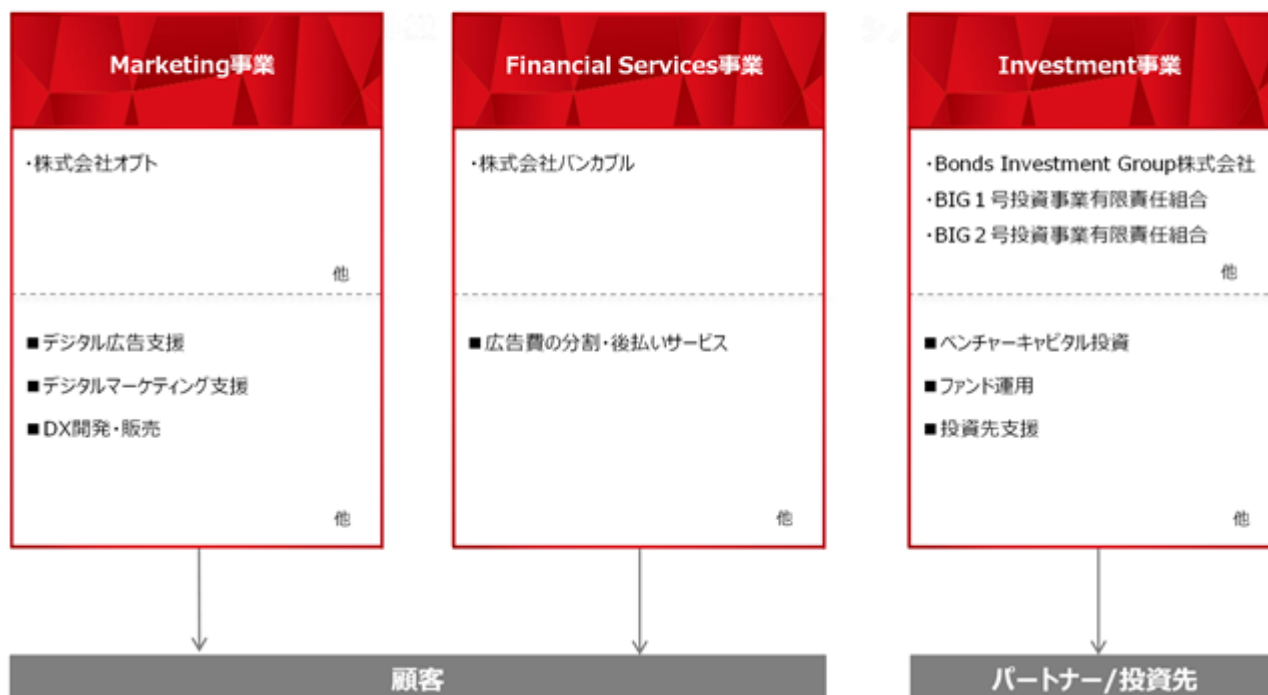 Marketing事業
・株式会社オプト
他
■デジタル広告支援
■デジタルマーケティング支援
■DX開発・販売
他
Financial Services事業
・株式会社バンカブル
■広告費の分割・後払いサービス
他
Investment事業
・Bonds Investment Group株式会社
・BIG１号投資事業有限責任組合
・BIG２号投資事業有限責任組合
他
■ベンチャーキャピタル投資
■ファンド運用
■投資先支援
他
顧客
パートナー/投資先